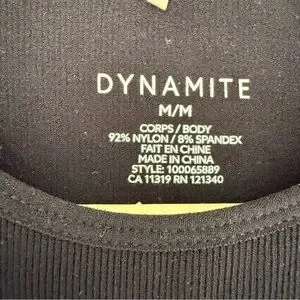 DYNAMITE
M/M
CORPS / BODY
92% NYLON / 8% SPANDEX
FAIT EN CHINE
MADE IN CHINA
STYLE: 100065889
CA 11319 RN 121340